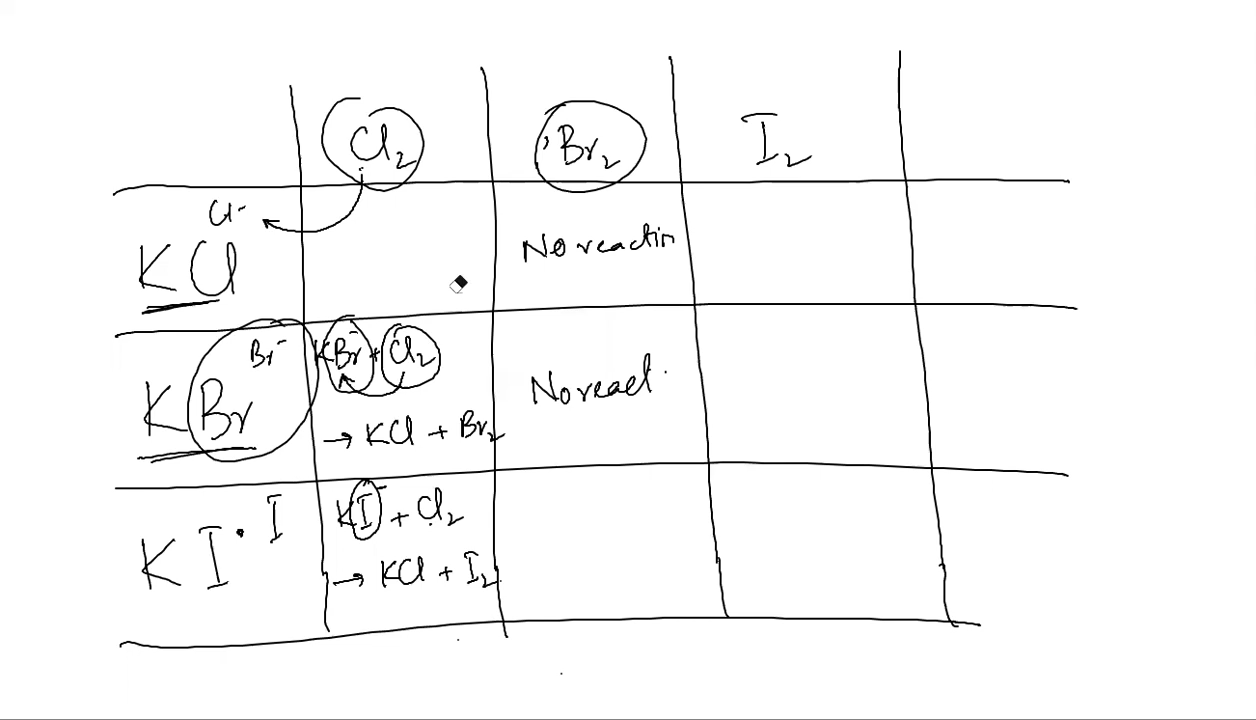 Cl2 Br2 I2
Cl-
KCl No reactin
Br- KBr- + Cl2
KBr No react.
→ KCl + Br2
I KI- + Cl2
KI
→ KCl + I2